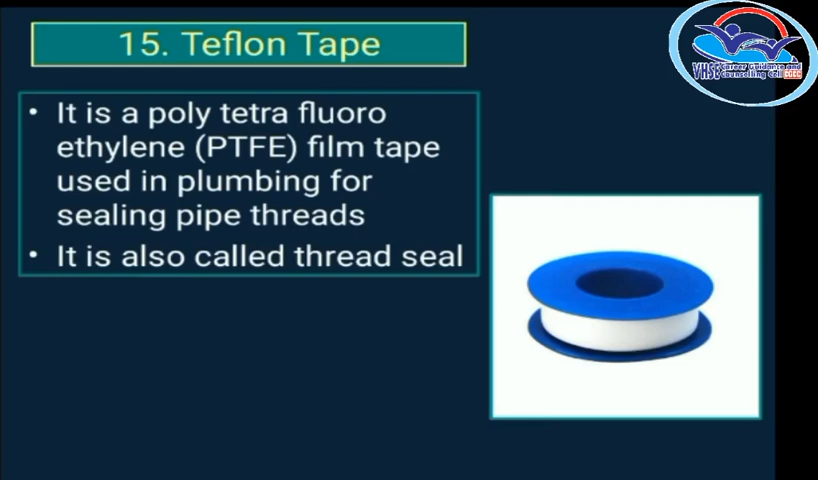 15. Teflon Tape
• It is a poly tetra fluoro
ethylene (PTFE) film tape
used in plumbing for
sealing pipe threads
• It is also called thread seal
VHSE Career Guidance and
Counselling Cell CGCC